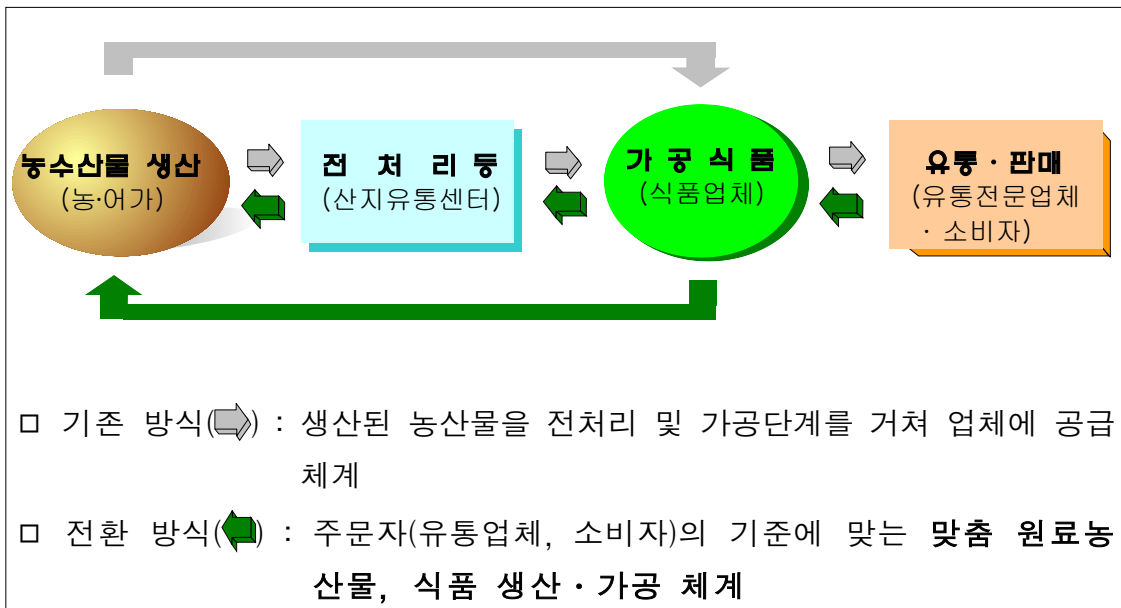 농수산물 생산
(농·어가)
전 처 리 등
(산지유통센터)
가 공 식 품
(식품업체)
유통·판매
(유통전문업체
· 소비자)
□ 기존 방식( ) : 생산된 농산물을 전처리 및 가공단계를 거쳐 업체에 공급
체계
□ 전환 방식( ) : 주문자(유통업체, 소비자)의 기준에 맞는 맞춤 원료농
산물, 식품 생산·가공 체계